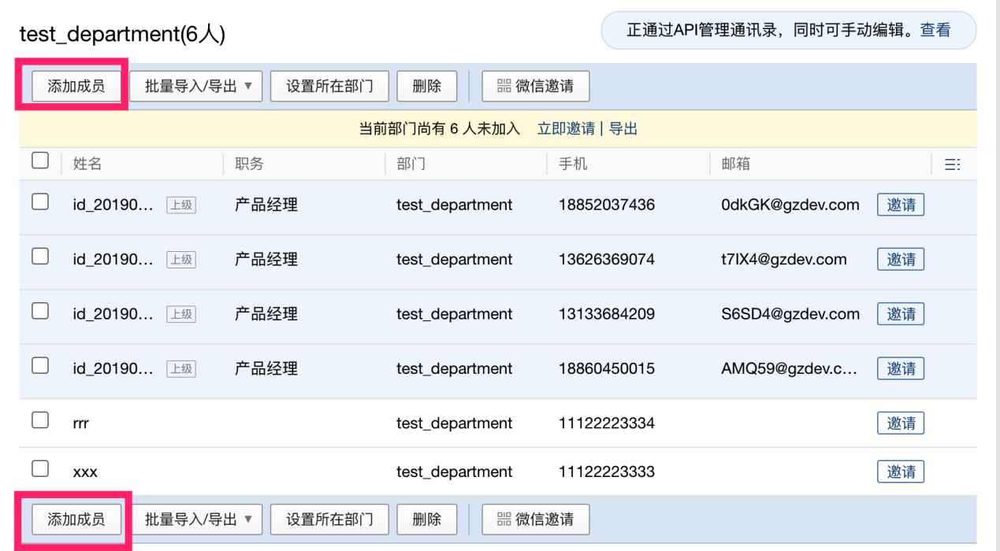 test_department(6人)
正通过API管理通讯录，同时可手动编辑。查看
添加成员 批量导入/导出 ▼ 设置所在部门 删除 微信邀请
当前部门尚有 6 人未加入 立即邀请 | 导出
姓名 职务 部门 手机 邮箱
id_20190... 上级 产品经理 test_department 18852037436 0dkGK@gzdev.com 邀请
id_20190... 上级 产品经理 test_department 13626369074 t7IX4@gzdev.com 邀请
id_20190... 上级 产品经理 test_department 13133684209 S6SD4@gzdev.com 邀请
id_20190... 上级 产品经理 test_department 18860450015 AMQ59@gzdev.c... 邀请
rrr test_department 11122223334 邀请
xxx test_department 11122223333 邀请
添加成员 批量导入/导出 ▼ 设置所在部门 删除 微信邀请